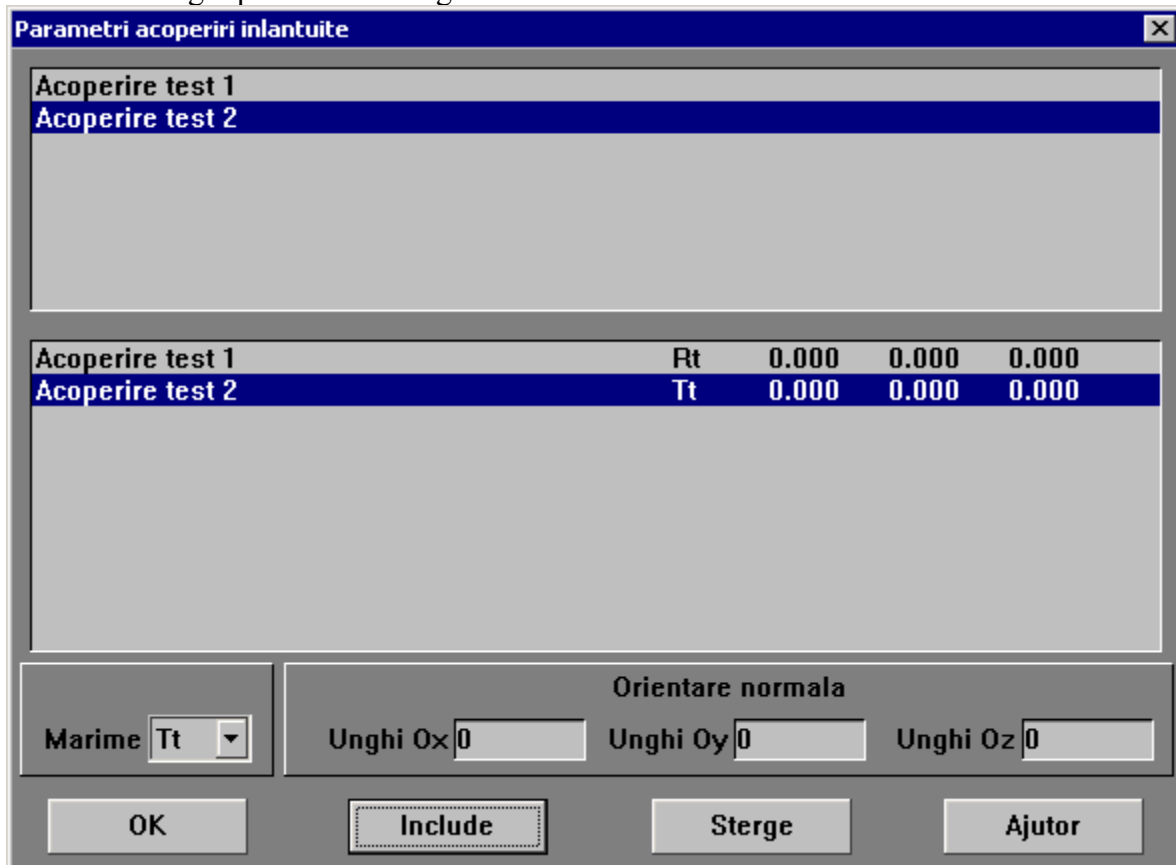 Parametri acoperiri inlantuite
Acoperire test 1
Acoperire test 2
Acoperire test 1 Rt 0.000 0.000 0.000
Acoperire test 2 Tt 0.000 0.000 0.000
Orientare normala
Marime Tt Unghi Ox 0 Unghi Oy 0 Unghi Oz 0
OK Include Sterge Ajutor